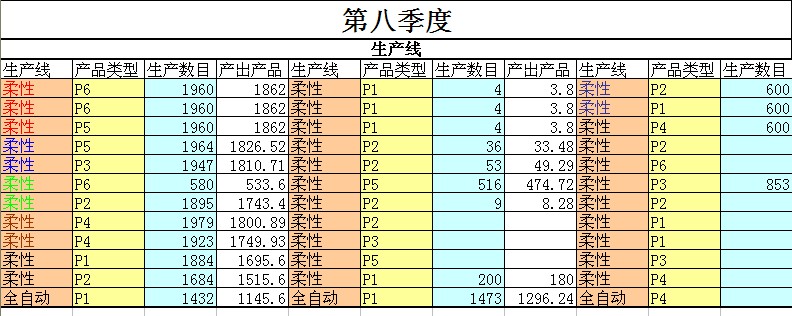 第八季度
生产线
生产线 产品类型 生产数目 产出产品 生产线 产品类型 生产数目 产出产品 生产线 产品类型 生产数目
柔性 P6 1960 1862 柔性 P1 4 3.8 柔性 P2 600
柔性 P6 1960 1862 柔性 P1 4 3.8 柔性 P1 600
柔性 P5 1960 1862 柔性 P1 4 3.8 柔性 P4 600
柔性 P5 1964 1826.52 柔性 P2 36 33.48 柔性 P2
柔性 P3 1947 1810.71 柔性 P2 53 49.29 柔性 P6
柔性 P6 580 533.6 柔性 P5 516 474.72 柔性 P3 853
柔性 P2 1895 1743.4 柔性 P2 9 8.28 柔性 P2
柔性 P4 1979 1800.89 柔性 P2 柔性 P1
柔性 P4 1923 1749.93 柔性 P3 柔性 P1
柔性 P1 1884 1695.6 柔性 P5 柔性 P3
柔性 P2 1684 1515.6 柔性 P1 200 180 柔性 P4
全自动 P1 1432 1145.6 全自动 P1 1473 1296.24 全自动 P4